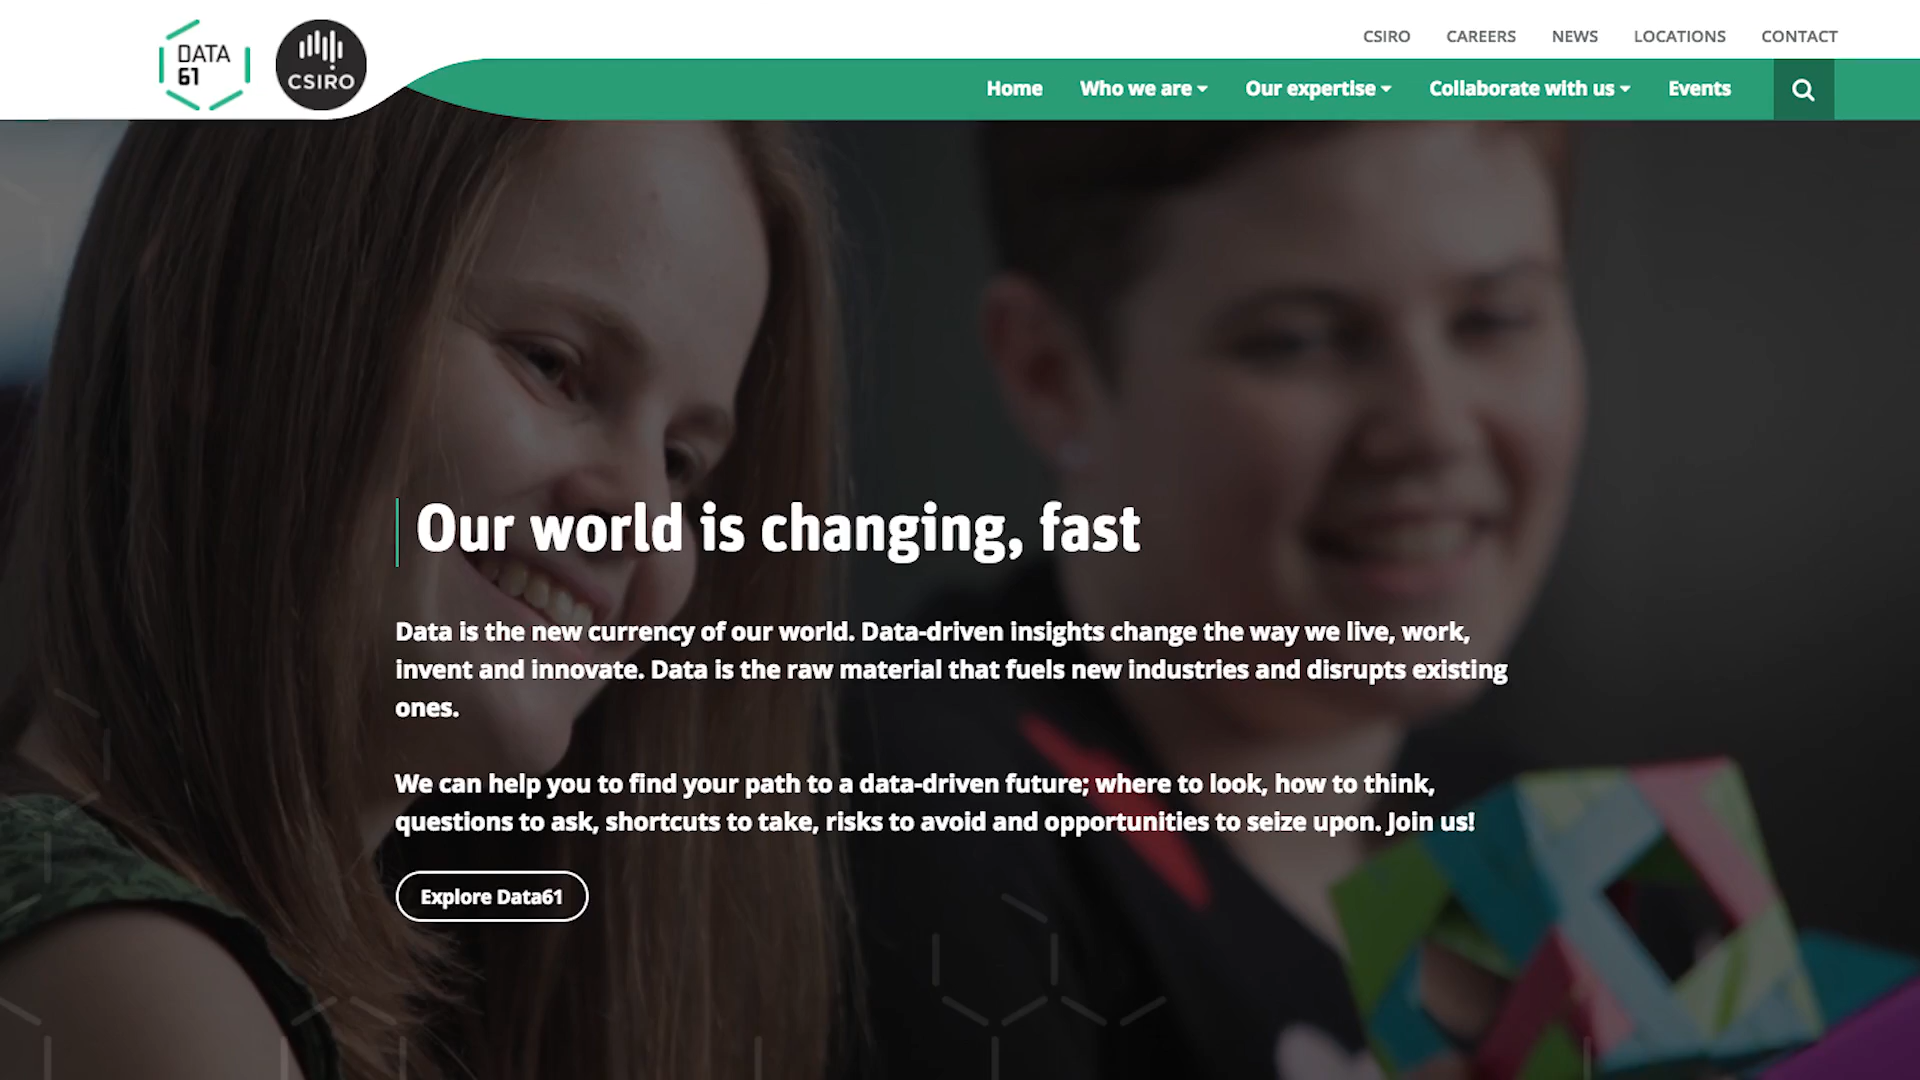 DATA
61
CSIRO
CSIRO CAREERS NEWS LOCATIONS CONTACT
Home Who we are Our expertise Collaborate with us Events
Our world is changing, fast
Data is the new currency of our world. Data-driven insights change the way we live, work,
invent and innovate. Data is the raw material that fuels new industries and disrupts existing
ones.
We can help you to find your path to a data-driven future; where to look, how to think,
questions to ask, shortcuts to take, risks to avoid and opportunities to seize upon. Join us!
Explore Data61